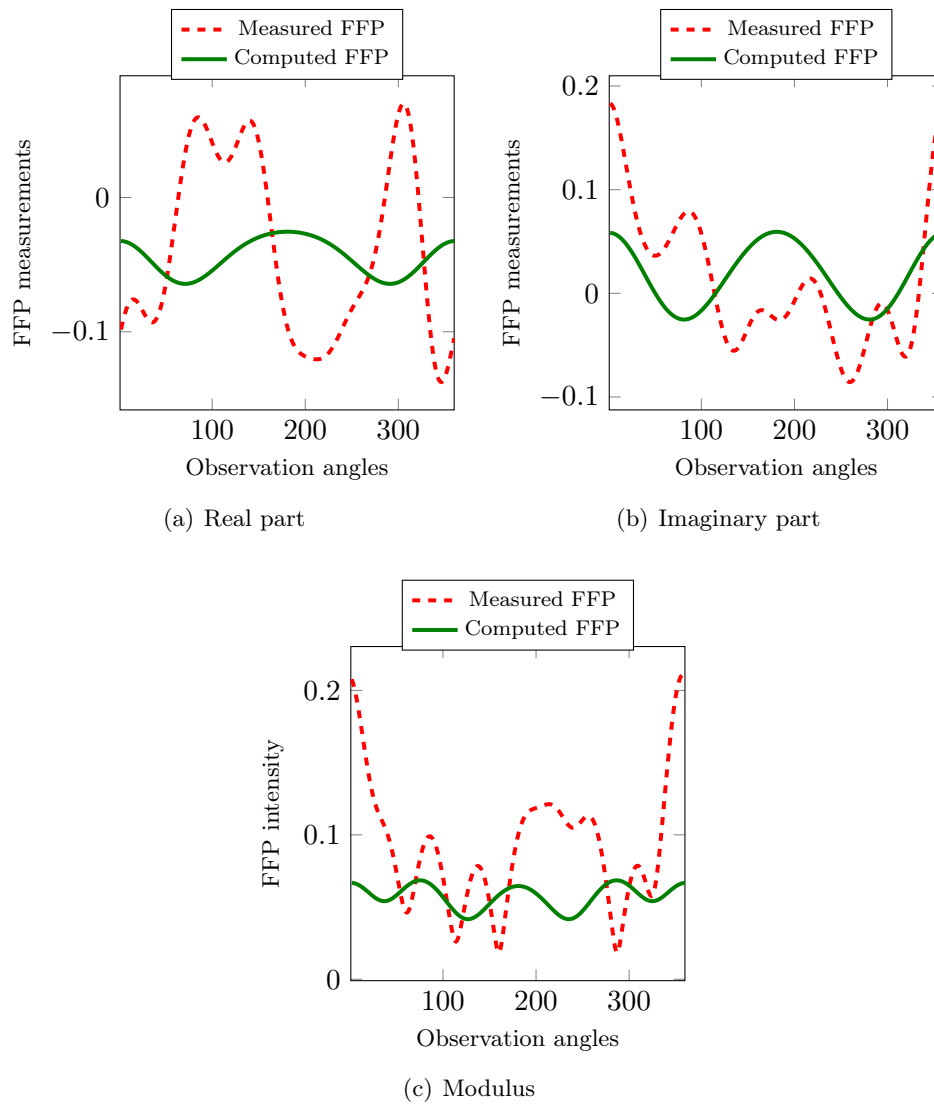 Measured FFP
Computed FFP
0
−0.1
100 200 300
FFP measurements
Observation angles
(a) Real part
Measured FFP
Computed FFP
0.2
0.1
0
−0.1
100 200 300
FFP measurements
Observation angles
(b) Imaginary part
Measured FFP
Computed FFP
0.2
0.1
0
100 200 300
FFP intensity
Observation angles
(c) Modulus